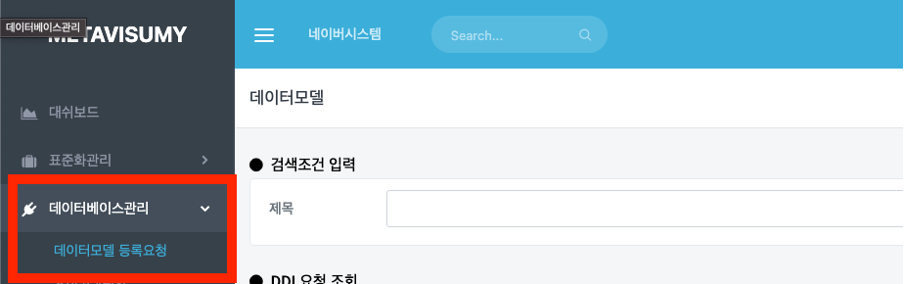 데이터베이스관리
METAVISUMY
네이버시스템
Search...
데이터모델
대쉬보드
검색조건 입력
표준화관리
제목
데이터베이스관리
데이터모델 등록요청
DDL요청 조회